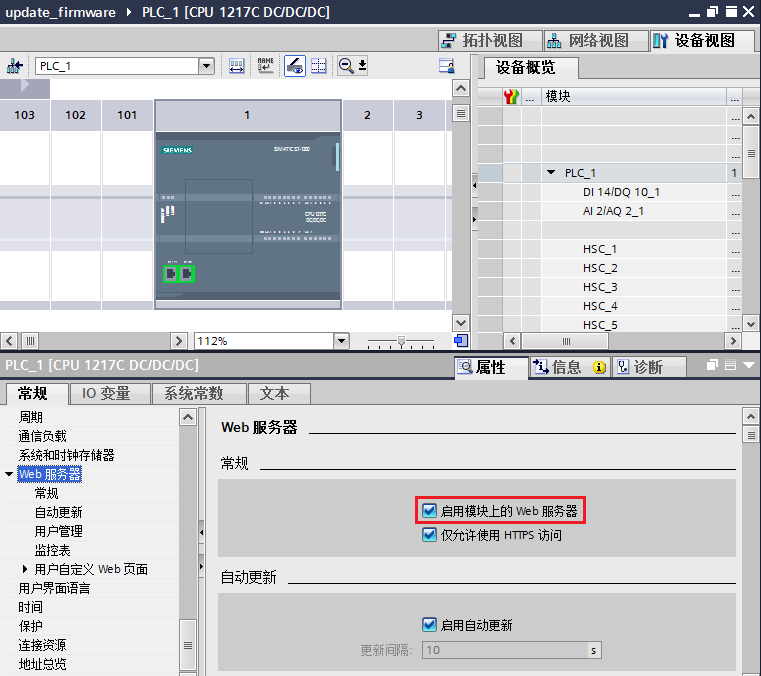 update_firmware ▸ PLC_1 [CPU 1217C DC/DC/DC]
拓扑视图 网络视图 设备视图
PLC_1
设备概览
... 模块 ...
103 102 101 1 2 3
SIEMENS SIMATIC S7-1200
CPU 1217C
DC/DC/DC
PLC_1 1
DI 14/DQ 10_1 ...
AI 2/AQ 2_1 ...
HSC_1 ...
HSC_2 ...
HSC_3 ...
HSC_4 ...
HSC_5 ...
112%
PLC_1 [CPU 1217C DC/DC/DC]
属性 信息 诊断
常规 IO 变量 系统常数 文本
周期
通信负载
系统和时钟存储器
Web 服务器
常规
自动更新
用户管理
监控表
用户自定义 Web 页面
用户界面语言
时间
保护
连接资源
地址总览
Web 服务器
常规
启用模块上的 Web 服务器
仅允许使用 HTTPS 访问
自动更新
启用自动更新
更新间隔: 10 s